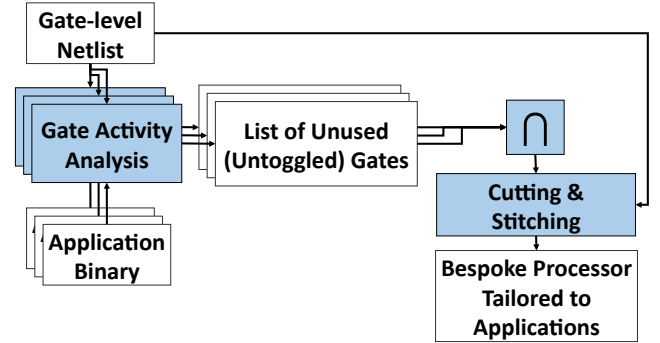 Gate-level
Netlist
Gate Activity
Analysis
List of Unused
(Untoggled) Gates
∩
Cutting &
Stitching
Application
Binary
Bespoke Processor
Tailored to
Applications